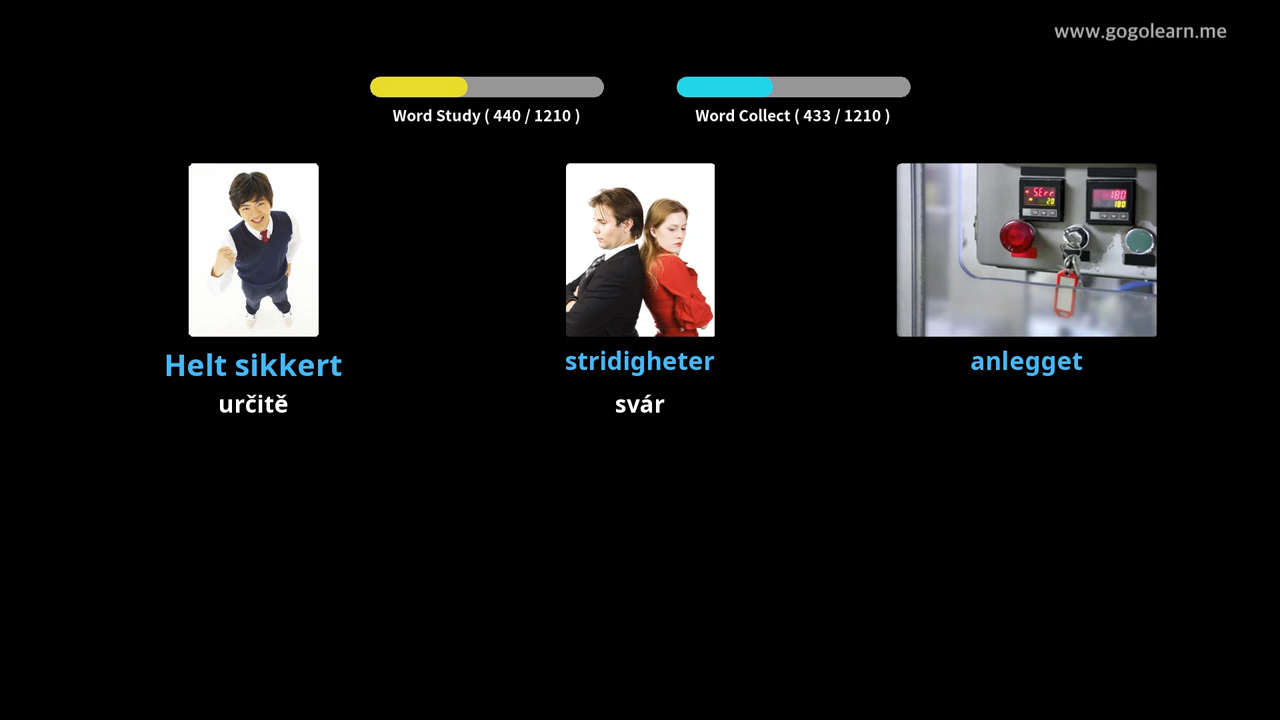 www.gogolearn.me
Word Study ( 440 / 1210 )
Word Collect ( 433 / 1210 )
Helt sikkert
určitě
stridigheter
svár
anlegget